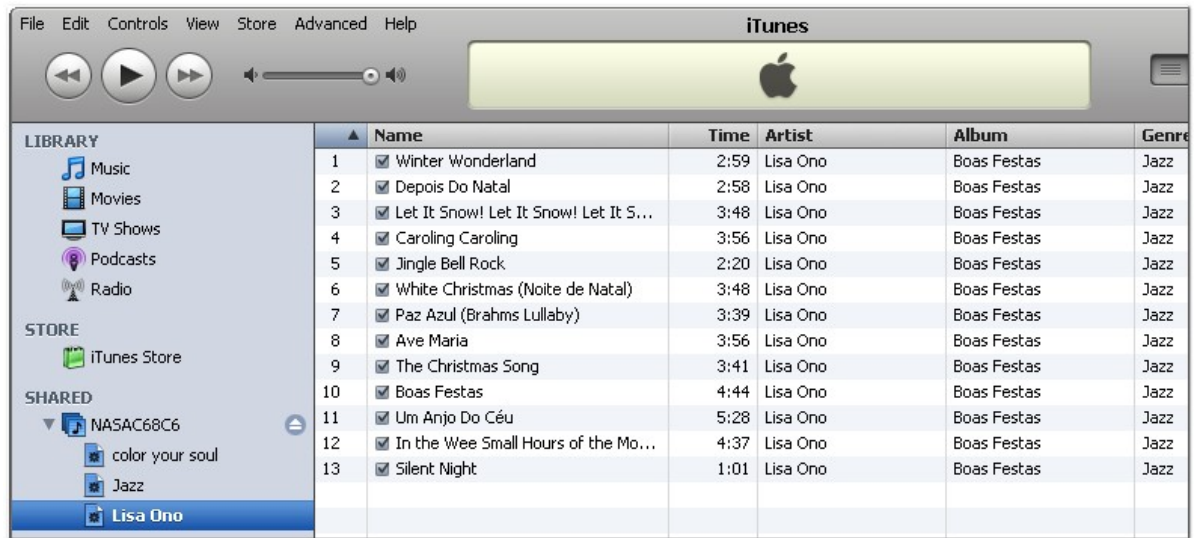 File Edit Controls View Store Advanced Help
iTunes
LIBRARY
Music
Movies
TV Shows
Podcasts
Radio
STORE
iTunes Store
SHARED
NASAC68C6
color your soul
Jazz
Lisa Ono
Name Time Artist Album Genre
1 Winter Wonderland 2:59 Lisa Ono Boas Festas Jazz
2 Depois Do Natal 2:58 Lisa Ono Boas Festas Jazz
3 Let It Snow! Let It Snow! Let It S... 3:48 Lisa Ono Boas Festas Jazz
4 Caroling Caroling 3:56 Lisa Ono Boas Festas Jazz
5 Jingle Bell Rock 2:20 Lisa Ono Boas Festas Jazz
6 White Christmas (Noite de Natal) 3:48 Lisa Ono Boas Festas Jazz
7 Paz Azul (Brahms Lullaby) 3:39 Lisa Ono Boas Festas Jazz
8 Ave Maria 3:56 Lisa Ono Boas Festas Jazz
9 The Christmas Song 3:41 Lisa Ono Boas Festas Jazz
10 Boas Festas 4:44 Lisa Ono Boas Festas Jazz
11 Um Anjo Do Céu 5:28 Lisa Ono Boas Festas Jazz
12 In the Wee Small Hours of the Mo... 4:37 Lisa Ono Boas Festas Jazz
13 Silent Night 1:01 Lisa Ono Boas Festas Jazz